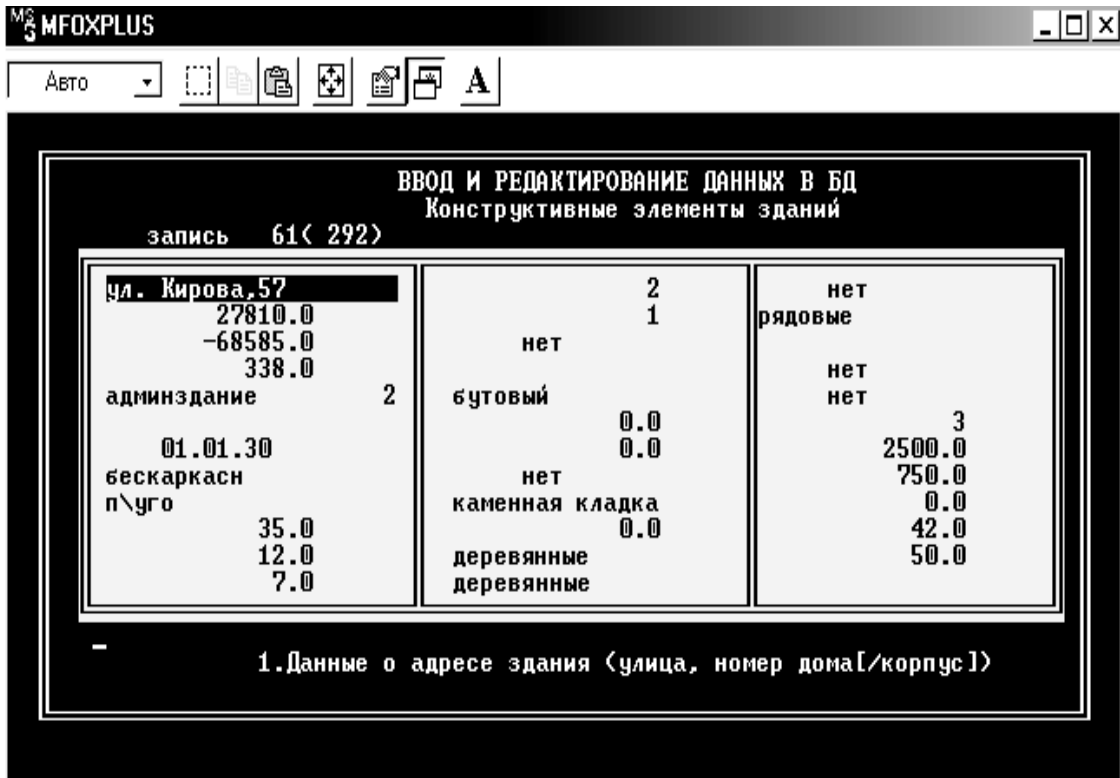 MS MFOXPLUS
Авто
A
ВВОД И РЕДАКТИРОВАНИЕ ДАННЫХ В БД
Конструктивные элементы зданий
запись 61( 292)
ул. Кирова,57
27810.0
-68585.0
338.0
админздание 2
01.01.30
бескаркасн
п\уго
35.0
12.0
7.0
2
1
нет
бутовый
0.0
0.0
нет
каменная кладка
0.0
деревянные
деревянные
нет
рядовые
нет
нет
3
2500.0
750.0
0.0
42.0
50.0
1.Данные о адресе здания (улица, номер дома[/корпус])